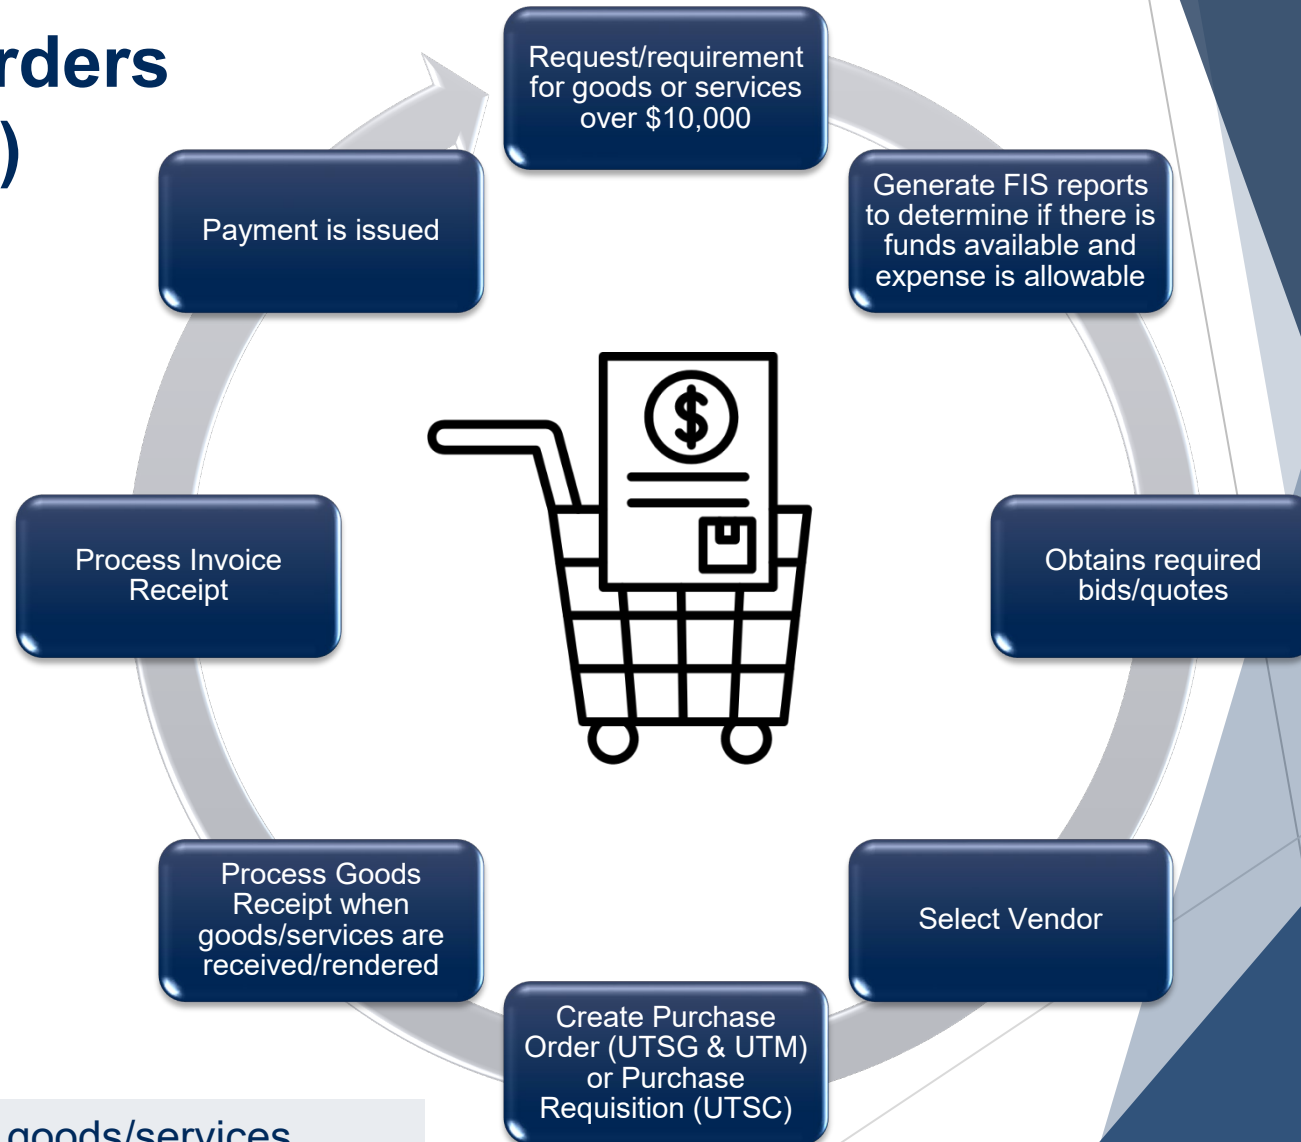 rders
)
Request/requirement
for goods or services
over $10,000
Generate FIS reports
to determine if there is
funds available and
expense is allowable
Obtains required
bids/quotes
Select Vendor
Create Purchase
Order (UTSG & UTM)
or Purchase
Requisition (UTSC)
Process Goods
Receipt when
goods/services are
received/rendered
Process Invoice
Receipt
Payment is issued
$
goods/services